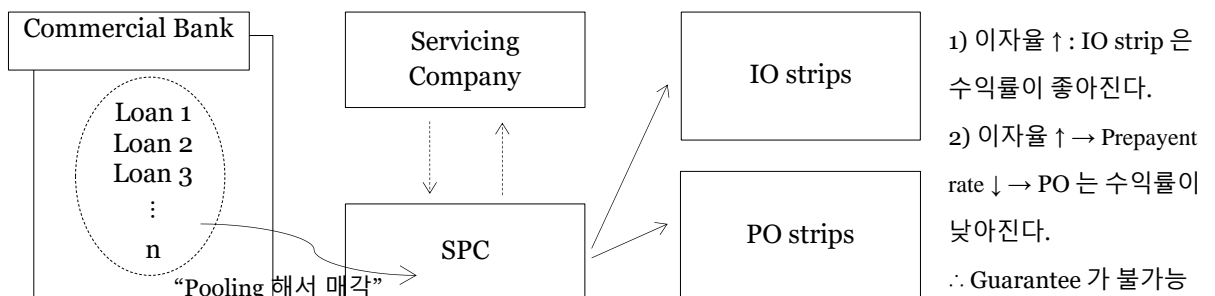 Commercial Bank
Loan 1
Loan 2
Loan 3
⋮
n
“Pooling 해서 매각”
Servicing
Company
SPC
IO strips
PO strips
1) 이자율 ↑ : IO strip 은
수익률이 좋아진다.
2) 이자율 ↑ → Prepayent
rate ↓ → PO 는 수익률이
낮아진다.
∴ Guarantee 가 불가능